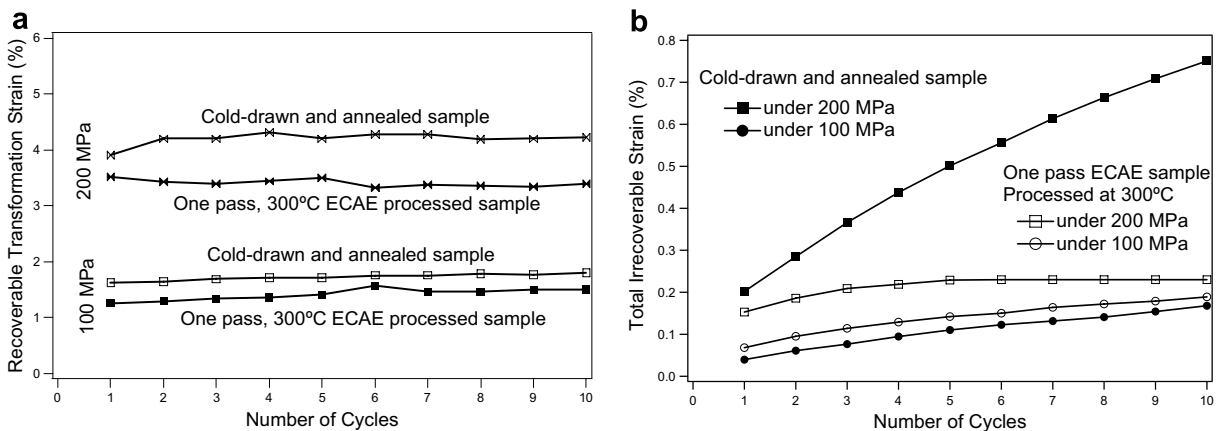 a
Recoverable Transformation Strain (%)
6
5
4
3
2
1
0
200 MPa
100 MPa
Cold-drawn and annealed sample
One pass, 300ºC ECAE processed sample
Cold-drawn and annealed sample
One pass, 300ºC ECAE processed sample
0 1 2 3 4 5 6 7 8 9 10
Number of Cycles
b
Total Irrecoverable Strain (%)
0.8
0.7
0.6
0.5
0.4
0.3
0.2
0.1
0.0
Cold-drawn and annealed sample
under 200 MPa
under 100 MPa
One pass ECAE sample
Processed at 300ºC
under 200 MPa
under 100 MPa
0 1 2 3 4 5 6 7 8 9 10
Number of Cycles